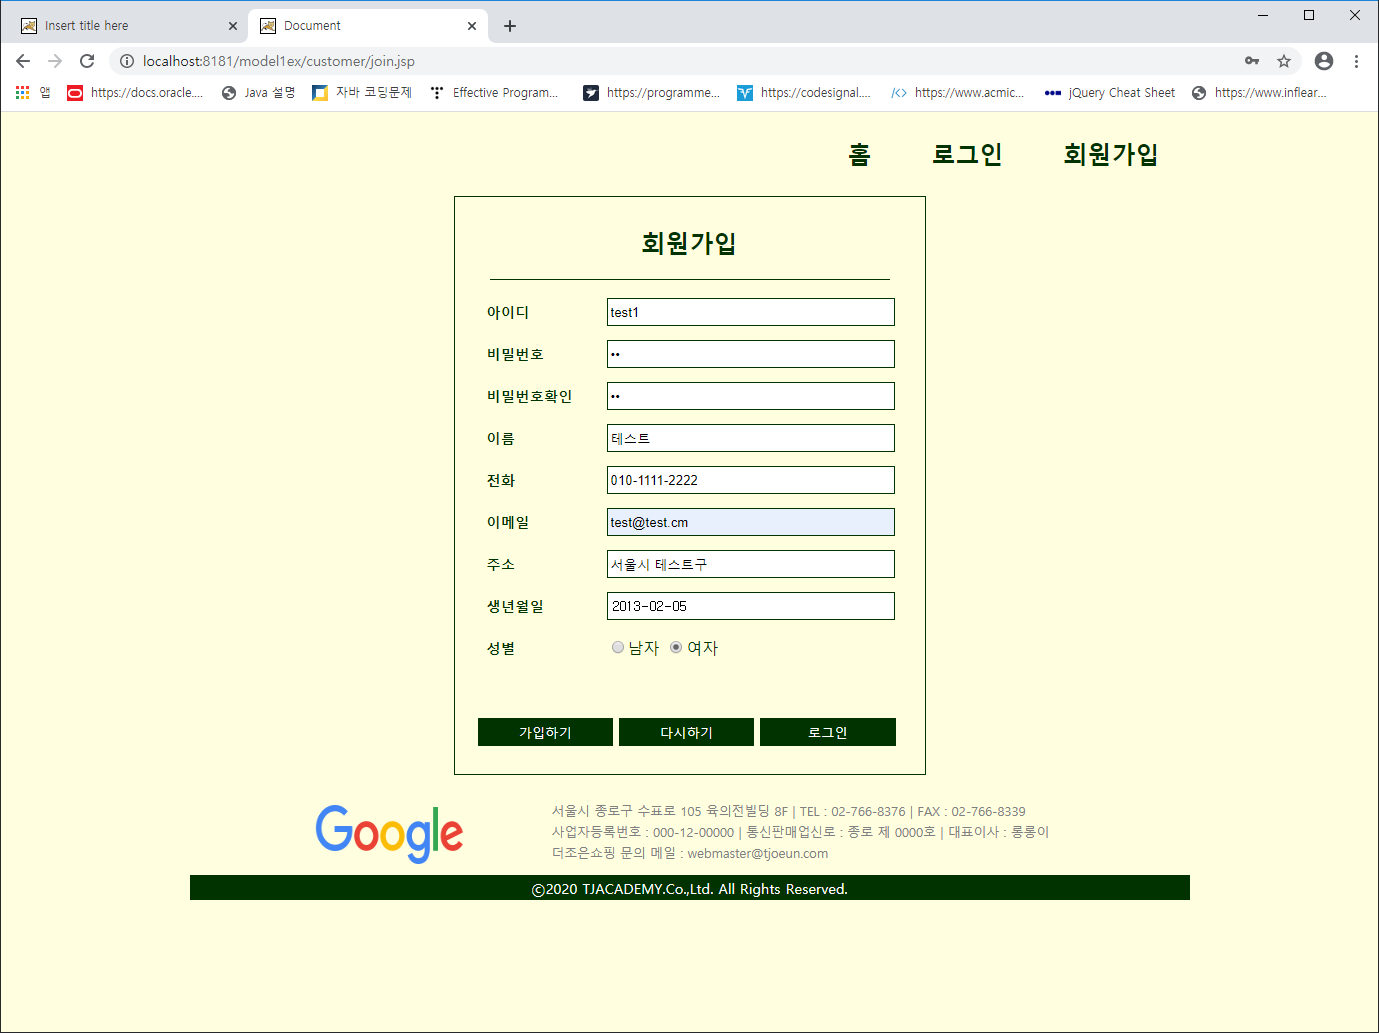 Insert title here
Document
localhost:8181/model1ex/customer/join.jsp
앱 https://docs.oracle.... Java 설명 자바 코딩문제 Effective Program... https://programme... https://codesignal.... https://www.acmic... jQuery Cheat Sheet https://www.inflear...
홈 로그인 회원가입
회원가입
아이디 test1
비밀번호 ••
비밀번호확인 ••
이름 테스트
전화 010-1111-2222
이메일 test@test.cm
주소 서울시 테스트구
생년월일 2013-02-05
성별 남자 여자
가입하기 다시하기 로그인
Google
서울시 종로구 수표로 105 육의전빌딩 8F | TEL : 02-766-8376 | FAX : 02-766-8339
사업자등록번호 : 000-12-00000 | 통신판매업신로 : 종로 제 0000호 | 대표이사 : 롱롱이
더조은쇼핑 문의 메일 : webmaster@tjoeun.com
©2020 TJACADEMY.Co.,Ltd. All Rights Reserved.